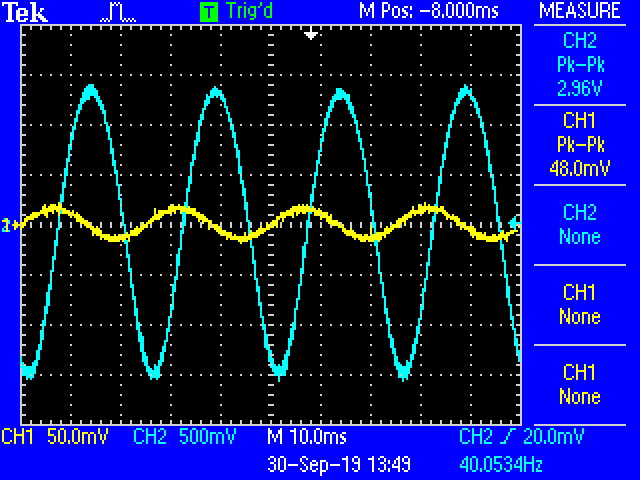 Tek
T Trig'd
M Pos: -8.000ms
MEASURE
CH2
Pk-Pk
2.96V
CH1
Pk-Pk
48.0mV
CH2
None
CH1
None
CH1
None
CH1 50.0mV
CH2 500mV
M 10.0ms
CH2 20.0mV
30-Sep-19 13:49
40.0534Hz